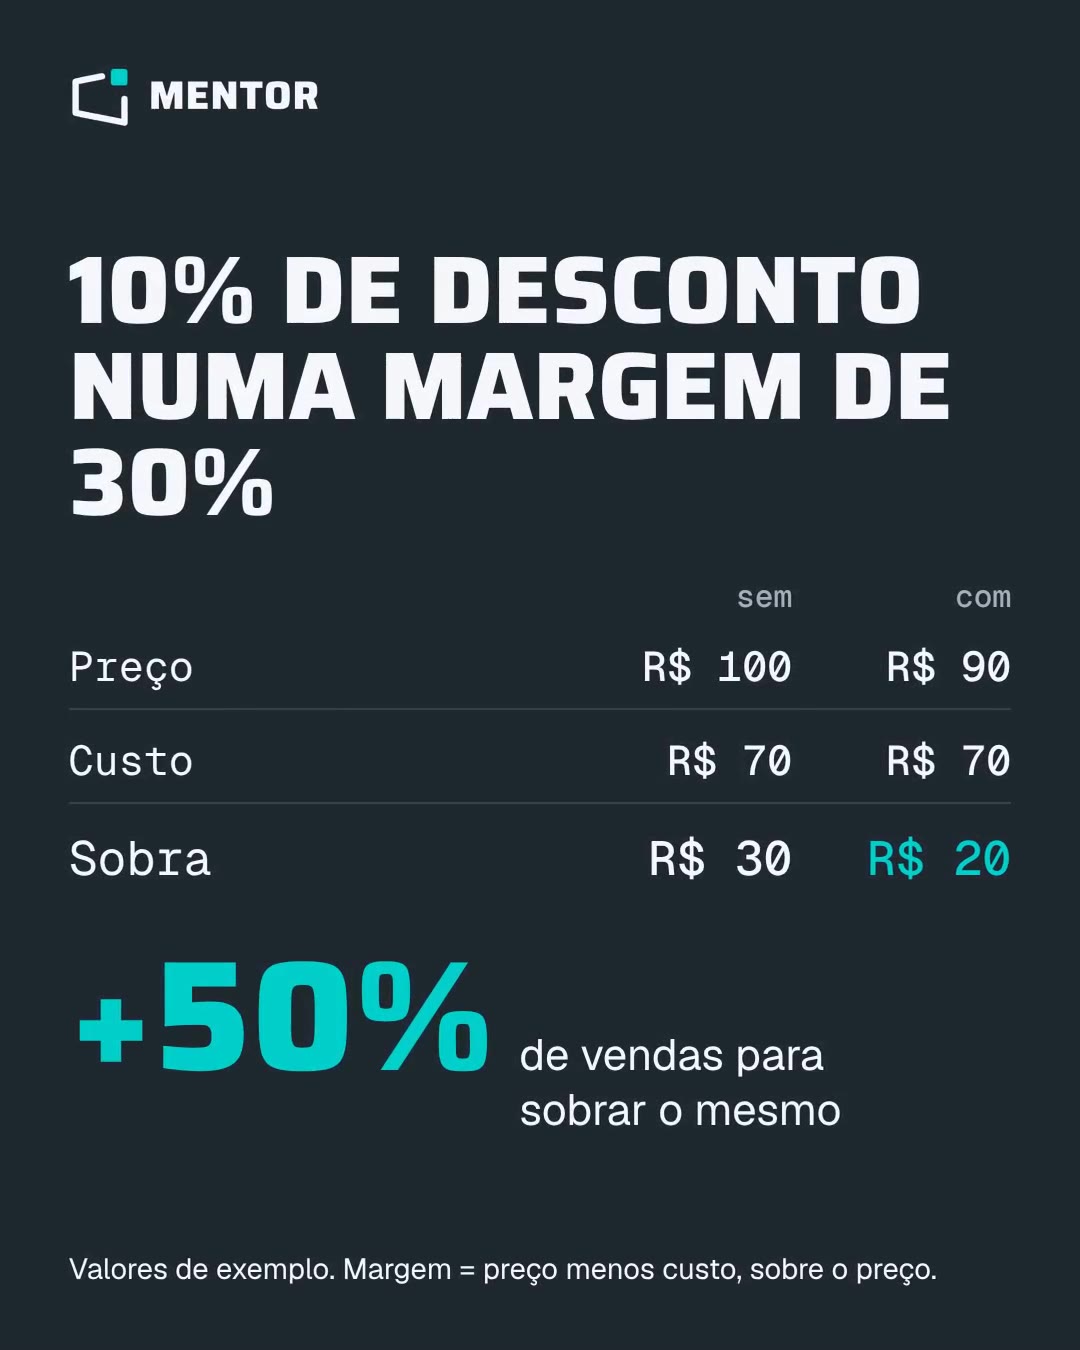 MENTOR
10% DE DESCONTO
NUMA MARGEM DE
30%
sem com
Preço R$ 100 R$ 90
Custo R$ 70 R$ 70
Sobra R$ 30 R$ 20
+50% de vendas para
sobrar o mesmo
Valores de exemplo. Margem = preço menos custo, sobre o preço.